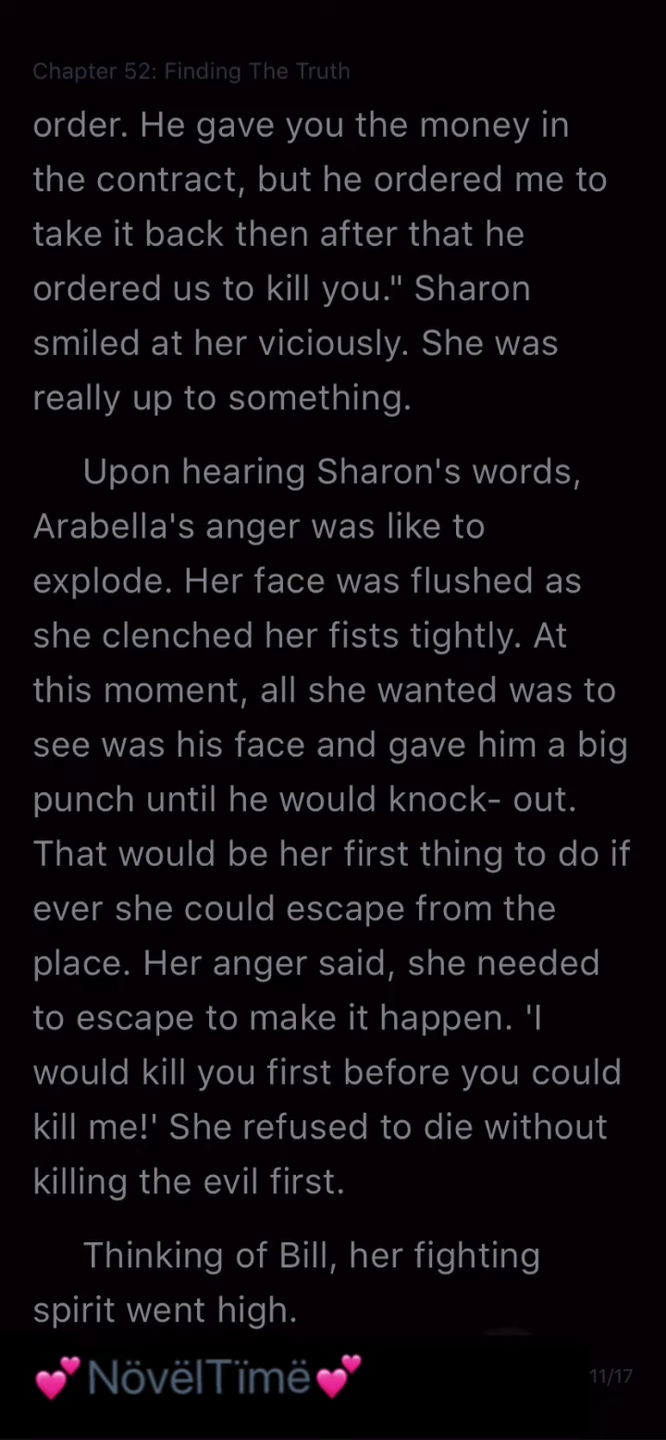 Chapter 52: Finding The Truth
order. He gave you the money in
the contract, but he ordered me to
take it back then after that he
ordered us to kill you." Sharon
smiled at her viciously. She was
really up to something.
Upon hearing Sharon's words,
Arabella's anger was like to
explode. Her face was flushed as
she clenched her fists tightly. At
this moment, all she wanted was to
see was his face and gave him a big
punch until he would knock- out.
That would be her first thing to do if
ever she could escape from the
place. Her anger said, she needed
to escape to make it happen. 'I
would kill you first before you could
kill me!' She refused to die without
killing the evil first.
Thinking of Bill, her fighting
spirit went high.
💕NövëlTïmë💕
11/17